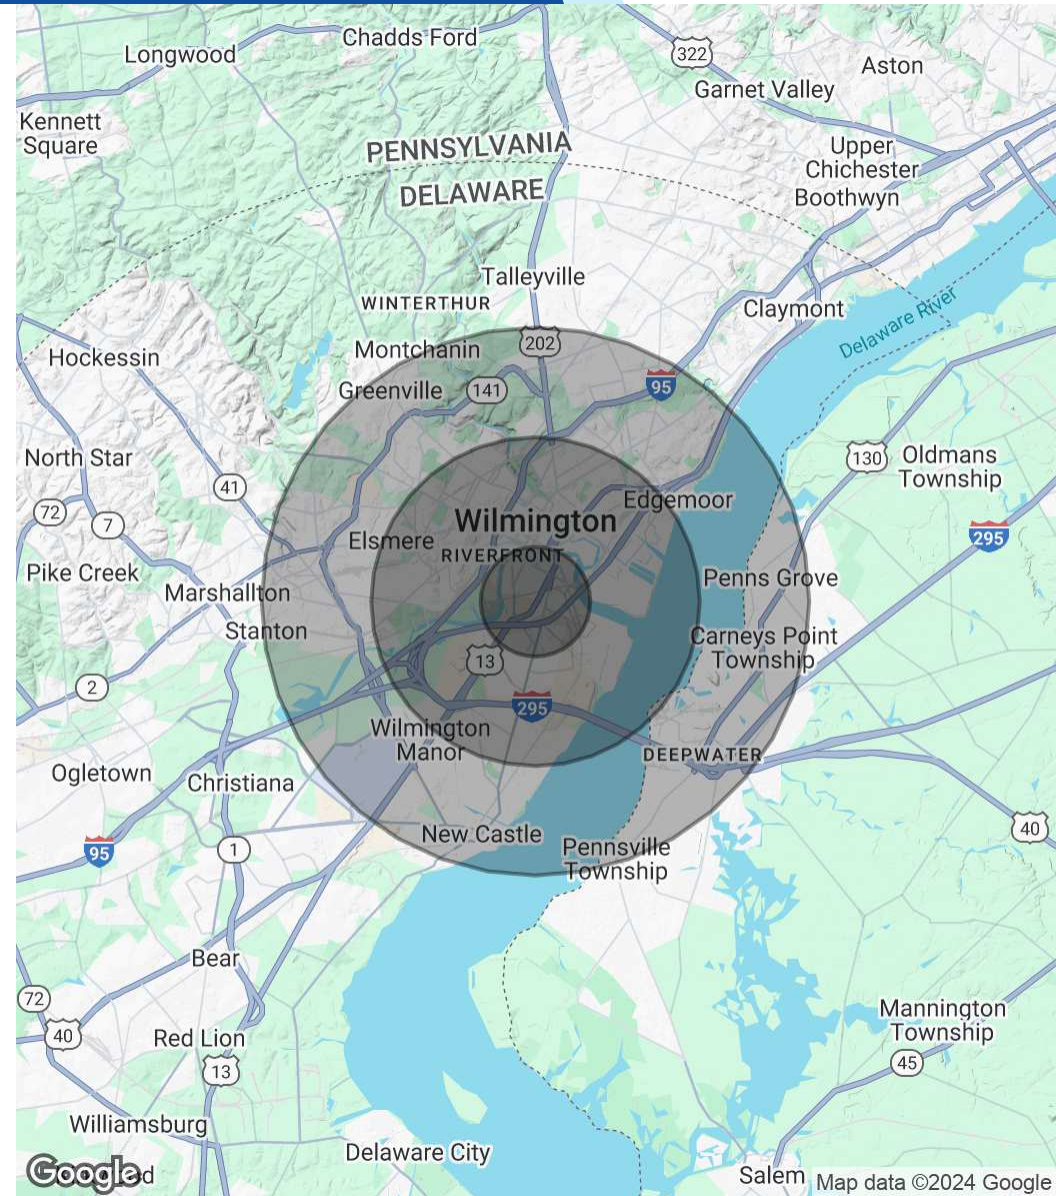 Chadds Ford
Longwood
322
Aston
Garnet Valley
Kennett
Square
PENNSYLVANIA
DELAWARE
Upper
Chichester
Boothwyn
Talleyville
WINTERTHUR
Claymont
Delaware River
Hockessin
Montchanin
202
Greenville
141
95
North Star
41
130
Oldmans
Township
72
7
Edgemoor
Wilmington
RIVERFRONT
Elsmere
295
Pike Creek
Marshallton
Penns Grove
Stanton
Carneys Point
Township
13
2
295
Wilmington
Manor
DEEPWATER
Ogletown
Christiana
New Castle
Pennsville
Township
40
95
1
Bear
72
40
Red Lion
13
Mannington
Township
45
Williamsburg
Delaware City
Salem
Google
Map data ©2024 Google